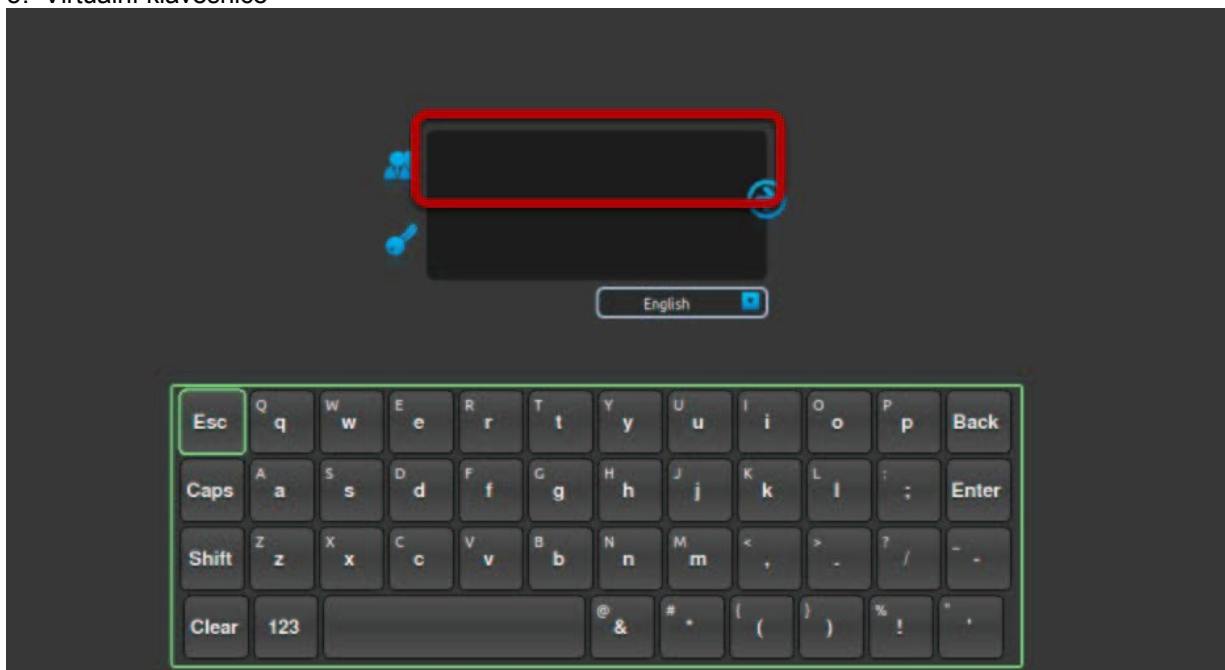 English
Esc Q q W w E e R r T t Y y U u I i O o P p Back
Caps A a S s D d F f G g H h J j K k L l : ; Enter
Shift Z z X x C c V v B b N n M m < , > . ? / _ -
Clear 123 @ & # * { ( } ) % ! " '